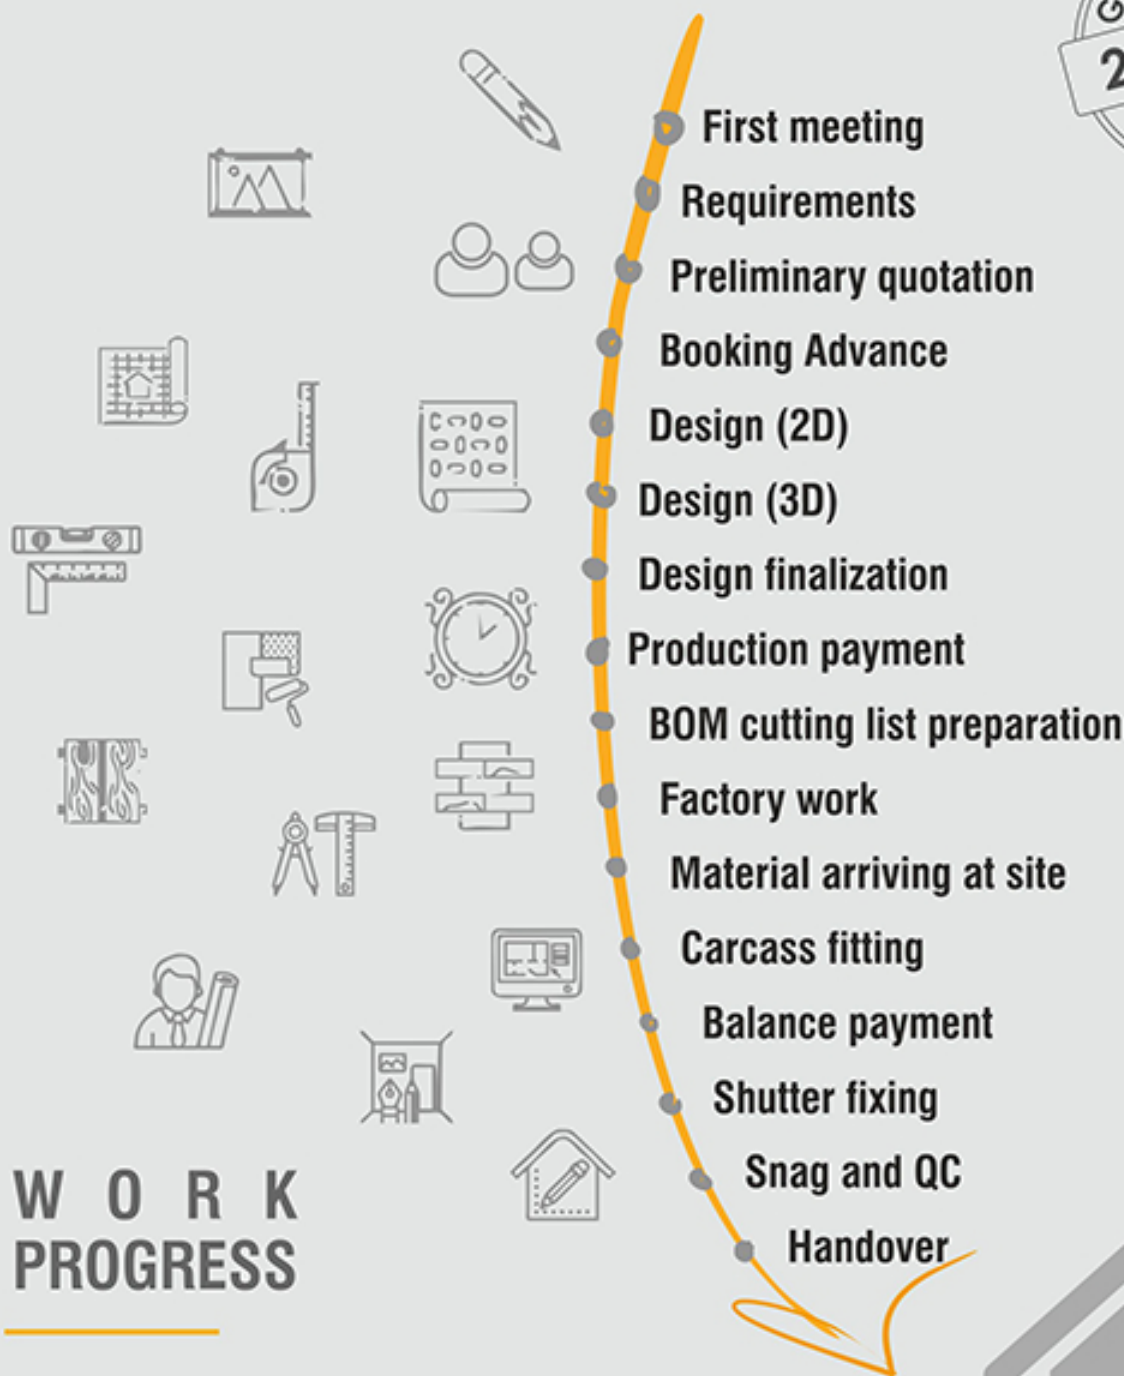 First meeting
Requirements
Preliminary quotation
Booking Advance
Design (2D)
Design (3D)
Design finalization
Production payment
BOM cutting list preparation
Factory work
Material arriving at site
Carcass fitting
Balance payment
Shutter fixing
Snag and QC
Handover
WORK
PROGRESS